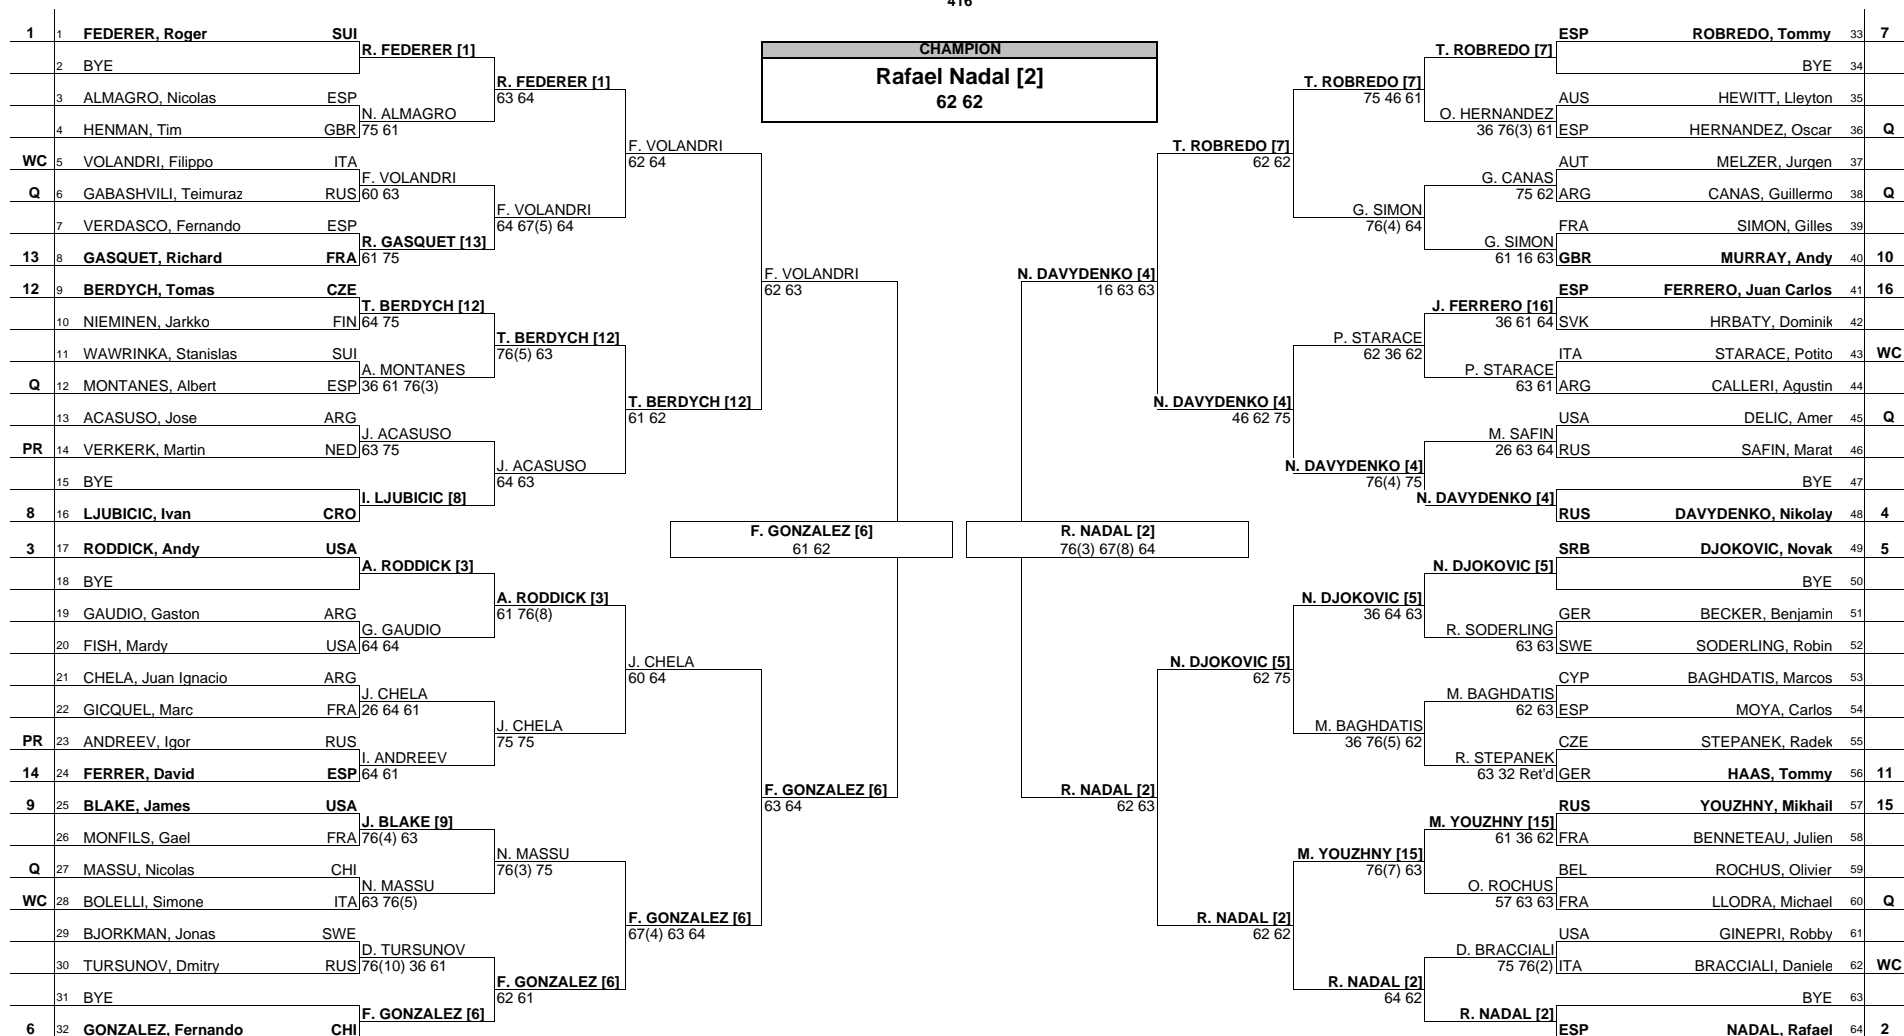 416
1 1 FEDERER, Roger SUI
2 BYE
3 ALMAGRO, Nicolas ESP
4 HENMAN, Tim GBR
WC 5 VOLANDRI, Filippo ITA
Q 6 GABASHVILI, Teimuraz RUS
7 VERDASCO, Fernando ESP
13 8 GASQUET, Richard FRA
12 9 BERDYCH, Tomas CZE
10 NIEMINEN, Jarkko FIN
11 WAWRINKA, Stanislas SUI
Q 12 MONTANES, Albert ESP
13 ACASUSO, Jose ARG
PR 14 VERKERK, Martin NED
15 BYE
8 16 LJUBICIC, Ivan CRO
3 17 RODDICK, Andy USA
18 BYE
19 GAUDIO, Gaston ARG
20 FISH, Mardy USA
21 CHELA, Juan Ignacio ARG
22 GICQUEL, Marc FRA
PR 23 ANDREEV, Igor RUS
14 24 FERRER, David ESP
9 25 BLAKE, James USA
26 MONFILS, Gael FRA
Q 27 MASSU, Nicolas CHI
WC 28 BOLELLI, Simone ITA
29 BJORKMAN, Jonas SWE
30 TURSUNOV, Dmitry RUS
31 BYE
6 32 GONZALEZ, Fernando CHI
R. FEDERER [1]
N. ALMAGRO
75 61
F. VOLANDRI
60 63
R. GASQUET [13]
61 75
T. BERDYCH [12]
64 75
A. MONTANES
36 61 76(3)
J. ACASUSO
63 75
I. LJUBICIC [8]
A. RODDICK [3]
G. GAUDIO
64 64
J. CHELA
26 64 61
I. ANDREEV
64 61
J. BLAKE [9]
76(4) 63
N. MASSU
63 76(5)
D. TURSUNOV
76(10) 36 61
F. GONZALEZ [6]
R. FEDERER [1]
63 64
F. VOLANDRI
64 67(5) 64
T. BERDYCH [12]
76(5) 63
J. ACASUSO
64 63
A. RODDICK [3]
61 76(8)
J. CHELA
75 75
N. MASSU
76(3) 75
F. GONZALEZ [6]
62 61
F. VOLANDRI
62 64
T. BERDYCH [12]
61 62
J. CHELA
60 64
F. GONZALEZ [6]
67(4) 63 64
F. VOLANDRI
62 63
F. GONZALEZ [6]
63 64
F. GONZALEZ [6]
61 62
CHAMPION
Rafael Nadal [2]
62 62
R. NADAL [2]
76(3) 67(8) 64
N. DAVYDENKO [4]
16 63 63
R. NADAL [2]
62 63
T. ROBREDO [7]
62 62
N. DAVYDENKO [4]
46 62 75
N. DJOKOVIC [5]
62 75
R. NADAL [2]
62 62
T. ROBREDO [7]
75 46 61
G. SIMON
76(4) 64
P. STARACE
62 36 62
N. DAVYDENKO [4]
76(4) 75
N. DJOKOVIC [5]
36 64 63
M. BAGHDATIS
36 76(5) 62
M. YOUZHNY [15]
76(7) 63
R. NADAL [2]
64 62
T. ROBREDO [7]
O. HERNANDEZ
36 76(3) 61
G. CANAS
75 62
G. SIMON
61 16 63
J. FERRERO [16]
36 61 64
P. STARACE
63 61
M. SAFIN
26 63 64
N. DAVYDENKO [4]
N. DJOKOVIC [5]
R. SODERLING
63 63
M. BAGHDATIS
62 63
R. STEPANEK
63 32 Ret'd
M. YOUZHNY [15]
61 36 62
O. ROCHUS
57 63 63
D. BRACCIALI
75 76(2)
R. NADAL [2]
ESP ROBREDO, Tommy 33 7
BYE 34
AUS HEWITT, Lleyton 35
ESP HERNANDEZ, Oscar 36 Q
AUT MELZER, Jurgen 37
ARG CANAS, Guillermo 38 Q
FRA SIMON, Gilles 39
GBR MURRAY, Andy 40 10
ESP FERRERO, Juan Carlos 41 16
SVK HRBATY, Dominik 42
ITA STARACE, Potito 43 WC
ARG CALLERI, Agustin 44
USA DELIC, Amer 45 Q
RUS SAFIN, Marat 46
BYE 47
RUS DAVYDENKO, Nikolay 48 4
SRB DJOKOVIC, Novak 49 5
BYE 50
GER BECKER, Benjamin 51
SWE SODERLING, Robin 52
CYP BAGHDATIS, Marcos 53
ESP MOYA, Carlos 54
CZE STEPANEK, Radek 55
GER HAAS, Tommy 56 11
RUS YOUZHNY, Mikhail 57 15
FRA BENNETEAU, Julien 58
BEL ROCHUS, Olivier 59
FRA LLODRA, Michael 60 Q
USA GINEPRI, Robby 61
ITA BRACCIALI, Daniele 62 WC
BYE 63
ESP NADAL, Rafael 64 2